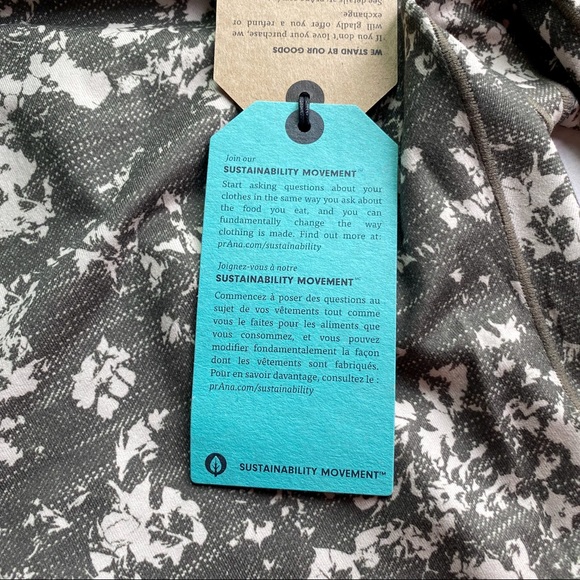 WE STAND BY OUR GOODS
If you don't love your purchase, we
will gladly offer you a refund or
exchange.
See details at
Join our
SUSTAINABILITY MOVEMENT™
Start asking questions about your
clothes in the same way you ask about
the food you eat, and you can
fundamentally change the way
clothing is made. Find out more at:
prAna.com/sustainability
Joignez-vous à notre
SUSTAINABILITY MOVEMENT™
Commencez à poser des questions au
sujet de vos vêtements tout comme
vous le faites pour les aliments que
vous consommez, et vous pouvez
modifier fondamentalement la façon
dont les vêtements sont fabriqués.
Pour en savoir davantage, consultez le :
prAna.com/sustainability
SUSTAINABILITY MOVEMENT™